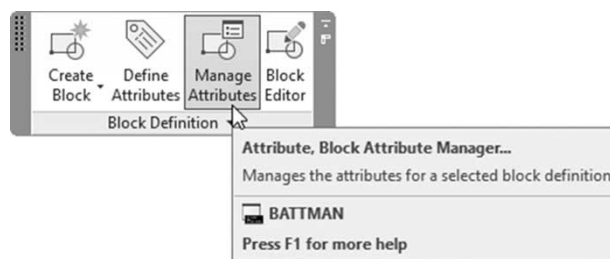 Create Define Manage Block
Block Attributes Attributes Editor
Block Definition
Attribute, Block Attribute Manager...
Manages the attributes for a selected block definition
BATTMAN
Press F1 for more help